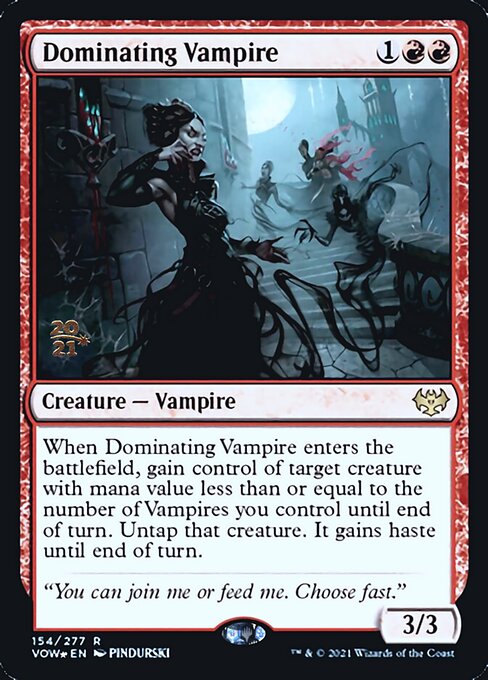 Dominating Vampire 1
20
21
Creature — Vampire
When Dominating Vampire enters the
battlefield, gain control of target creature
with mana value less than or equal to the
number of Vampires you control until end
of turn. Untap that creature. It gains haste
until end of turn.
“You can join me or feed me. Choose fast.”
3/3
154/277 R
VOW★EN PINDURSKI
™ & © 2021 Wizards of the Coast